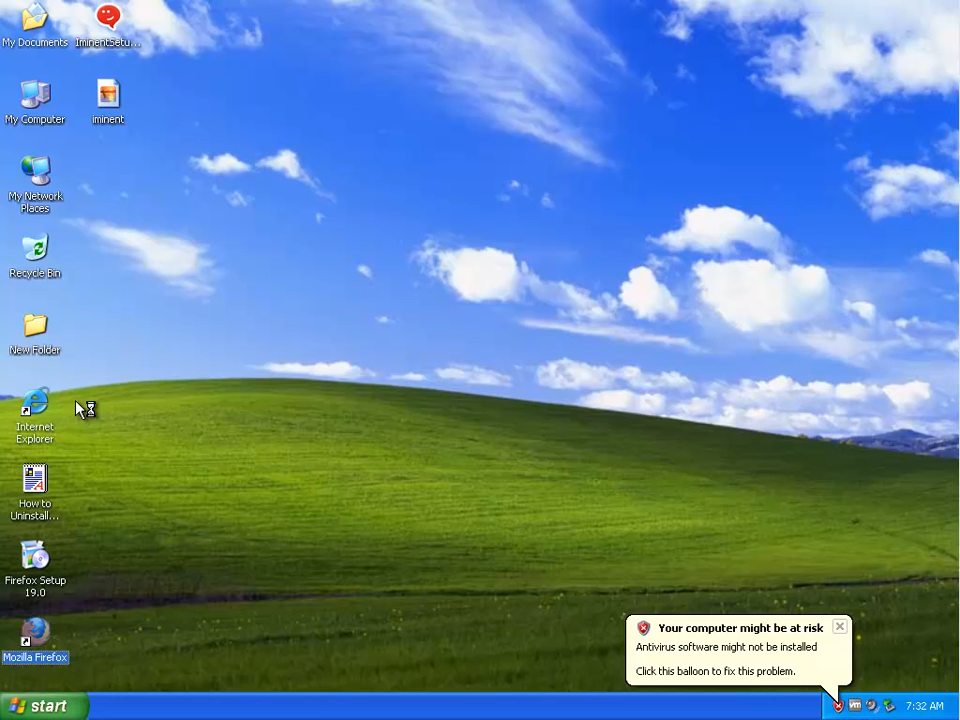 My Documents
IminentSetu...
My Computer
iminent
My Network
Places
Recycle Bin
New Folder
Internet
Explorer
How to
Uninstall...
Firefox Setup
19.0
Mozilla Firefox
Your computer might be at risk
Antivirus software might not be installed
Click this balloon to fix this problem.
start
vm
7:32 AM